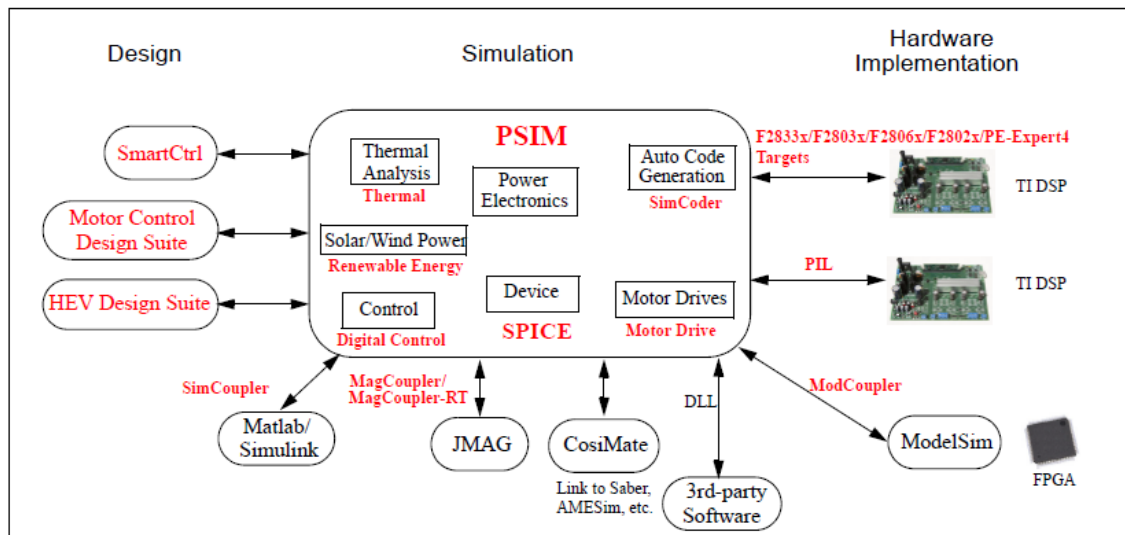 Design
Simulation
Hardware
Implementation
PSIM
SmartCtrl
Thermal
Analysis
Thermal
Power
Electronics
Auto Code
Generation
SimCoder
F2833x/F2803x/F2806x/F2802x/PE-Expert4
Targets
TI DSP
Motor Control
Design Suite
Solar/Wind Power
Renewable Energy
PIL
TI DSP
HEV Design Suite
Control
Digital Control
Device
SPICE
Motor Drives
Motor Drive
SimCoupler
MagCoupler/
MagCoupler-RT
DLL
ModCoupler
Matlab/
Simulink
JMAG
CosiMate
Link to Saber,
AMESim, etc.
3rd-party
Software
ModelSim
FPGA